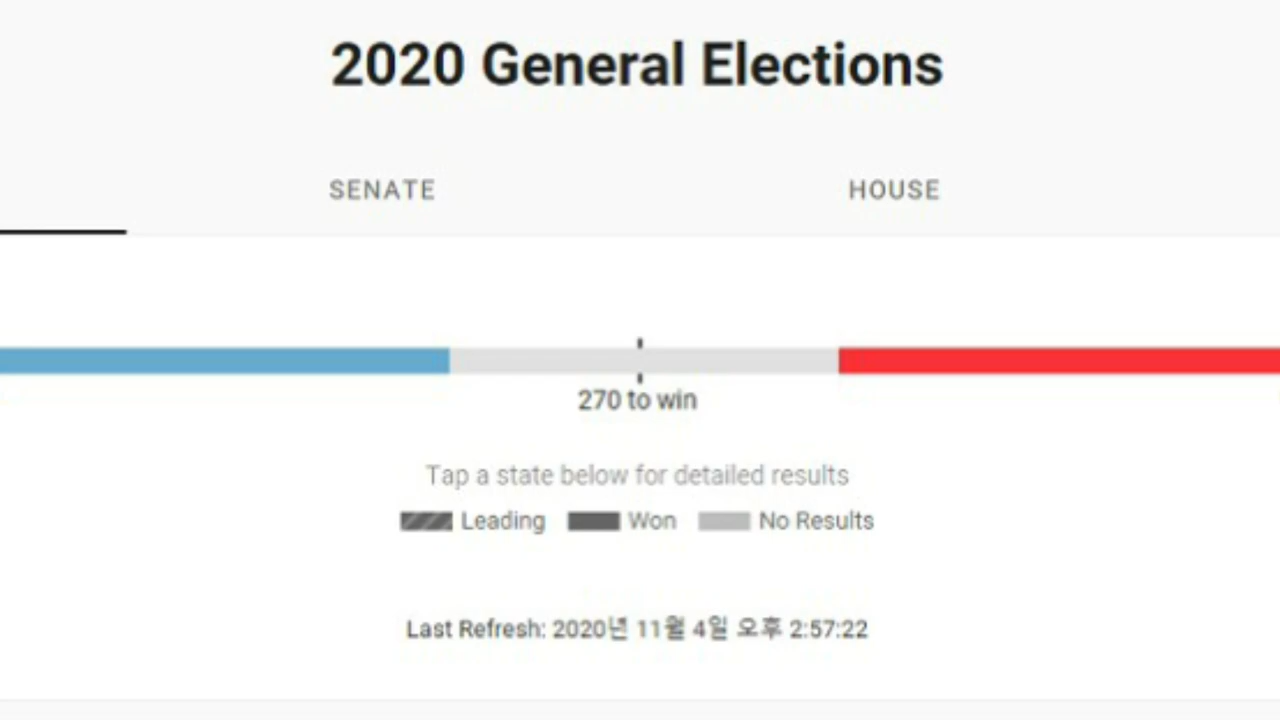 2020 General Elections
SENATE
HOUSE
270 to win
Tap a state below for detailed results
Leading Won No Results
Last Refresh: 2020년 11월 4일 오후 2:57:22